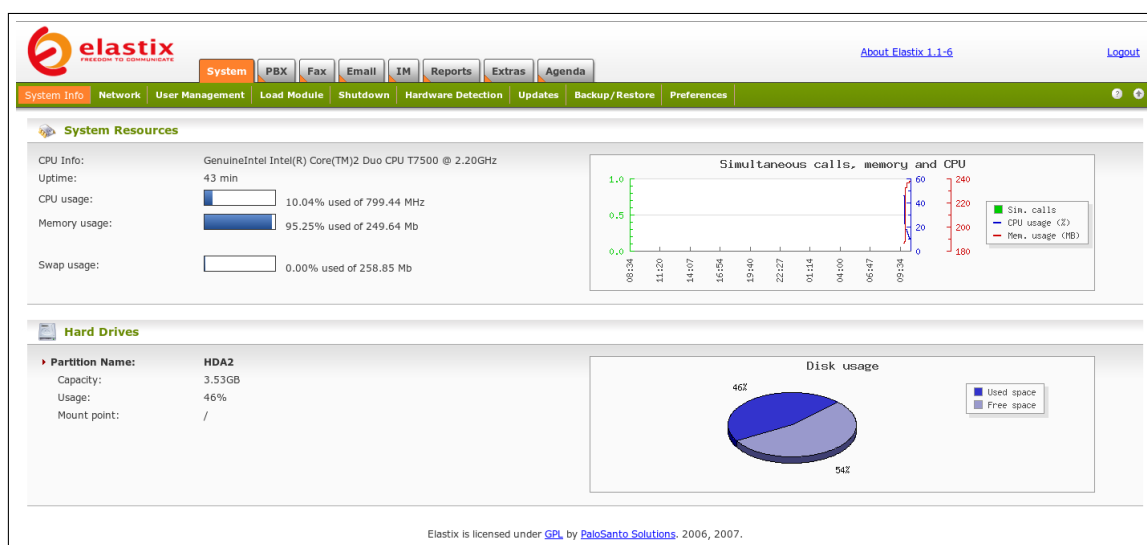 elastix
FREEDOM TO COMMUNICATE
About Elastix 1.1-6 Logout
System PBX Fax Email IM Reports Extras Agenda
System Info Network User Management Load Module Shutdown Hardware Detection Updates Backup/Restore Preferences
System Resources
CPU Info: GenuineIntel Intel(R) Core(TM)2 Duo CPU T7500 @ 2.20GHz
Uptime: 43 min
CPU usage: 10.04% used of 799.44 MHz
Memory usage: 95.25% used of 249.64 Mb
Swap usage: 0.00% used of 258.85 Mb
Simultaneous calls, memory and CPU
1.0 60 240
40 220
0.5
20 200
0.0 0 180
08:34 11:20 14:07 16:54 19:40 22:27 01:14 04:00 06:47 09:34
Sim. calls
CPU usage (%)
Mem. usage (MB)
Hard Drives
Partition Name: HDA2
Capacity: 3.53GB
Usage: 46%
Mount point: /
Disk usage
46%
54%
Used space
Free space
Elastix is licensed under GPL by PaloSanto Solutions. 2006, 2007.